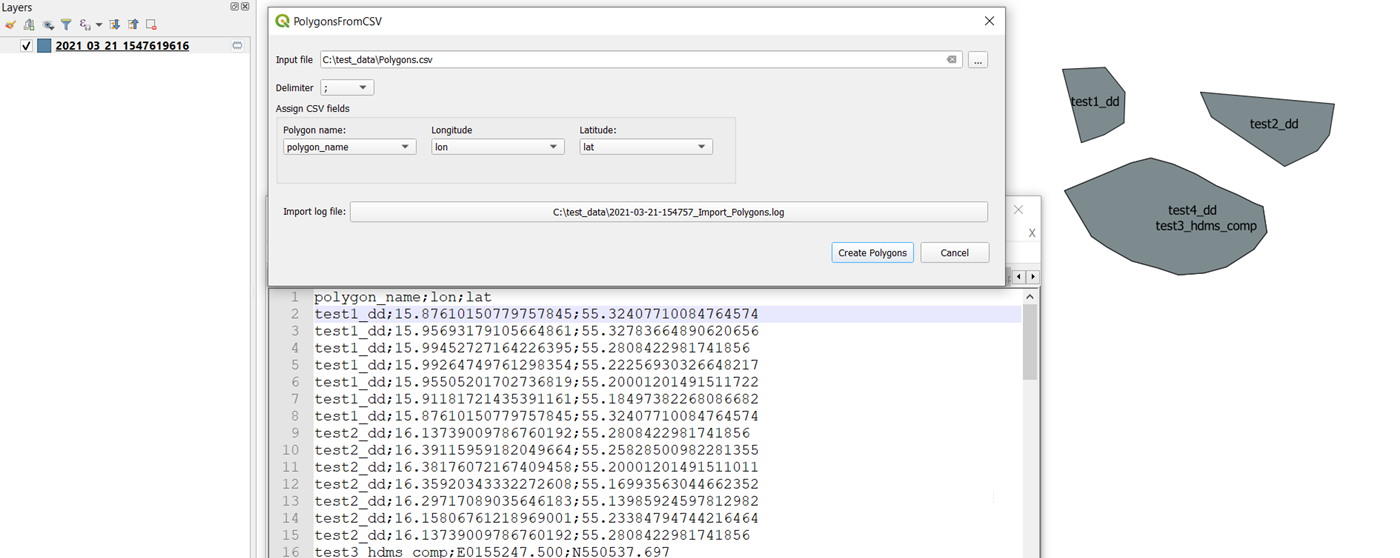 Layers
2021_03_21_1547619616
PolygonsFromCSV
Input file C:\test_data\Polygons.csv ...
Delimiter ;
Assign CSV fields
Polygon name: Longitude Latitude:
polygon_name lon lat
Import log file: C:\test_data\2021-03-21-154757_Import_Polygons.log
Create Polygons Cancel
X
1 polygon_name;lon;lat
2 test1_dd;15.87610150779757845;55.32407710084764574
3 test1_dd;15.95693179105664861;55.32783664890620656
4 test1_dd;15.99452727164226395;55.2808422981741856
5 test1_dd;15.99264749761298354;55.22256930326648217
6 test1_dd;15.95505201702736819;55.20001201491511722
7 test1_dd;15.91181721435391161;55.18497382268086682
8 test1_dd;15.87610150779757845;55.32407710084764574
9 test2_dd;16.13739009786760192;55.2808422981741856
10 test2_dd;16.39115959182049664;55.25828500982281355
11 test2_dd;16.38176072167409458;55.20001201491511011
12 test2_dd;16.35920343332272608;55.16993563044662352
13 test2_dd;16.29717089035646183;55.13985924597812982
14 test2_dd;16.15806761218969001;55.23384794744216464
15 test2_dd;16.13739009786760192;55.2808422981741856
16 test3_hdms_comp;E0155247.500;N550537.697
test1_dd
test2_dd
test4_dd
test3_hdms_comp